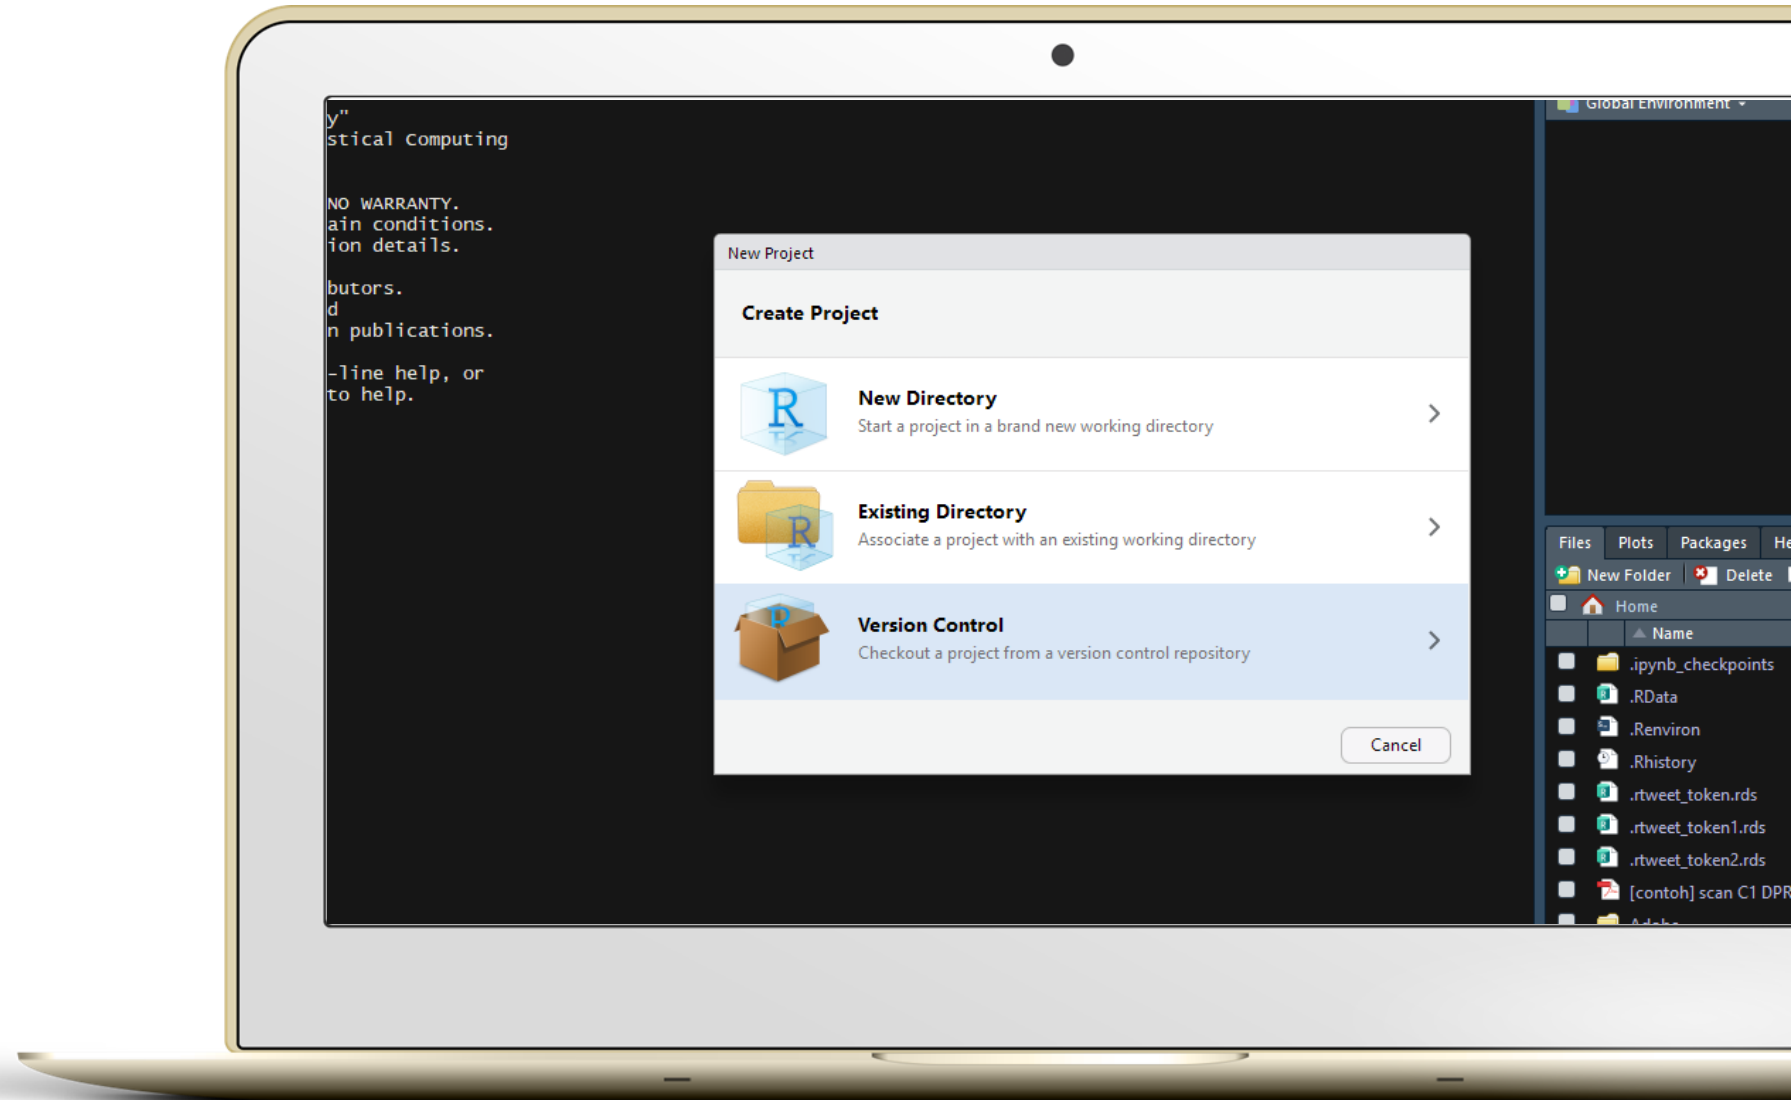 y"
stical Computing
NO WARRANTY.
ain conditions.
ion details.
butors.
d
n publications.
-line help, or
to help.
New Project
Create Project
New Directory
Start a project in a brand new working directory
Existing Directory
Associate a project with an existing working directory
Version Control
Checkout a project from a version control repository
Cancel
Global Environment
Files Plots Packages He
New Folder Delete
Home
Name
.ipynb_checkpoints
.RData
.Renviron
.Rhistory
.rtweet_token.rds
.rtweet_token1.rds
.rtweet_token2.rds
[contoh] scan C1 DPR